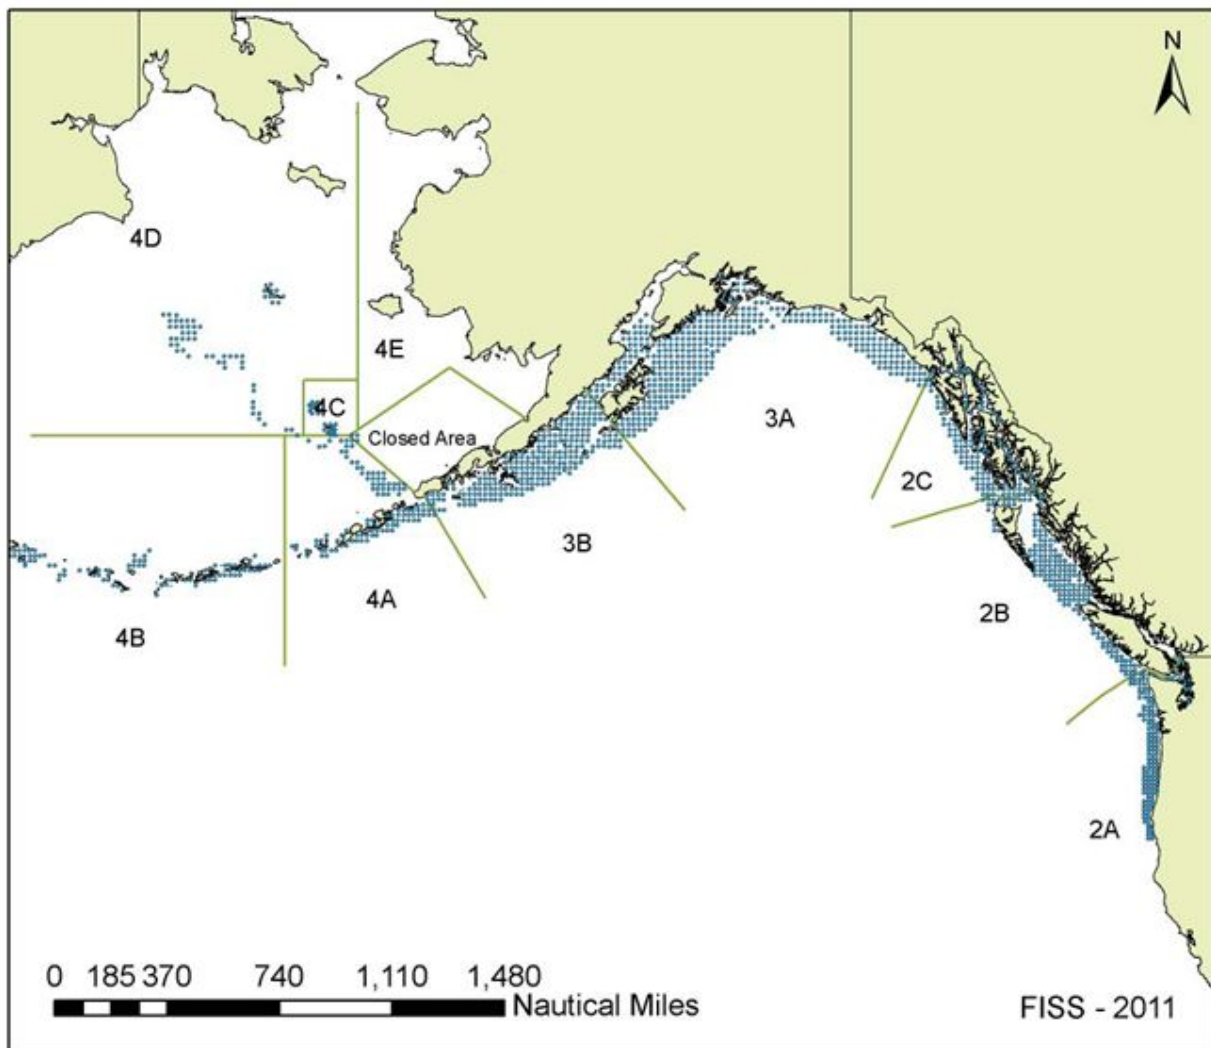 N
4D
4E
4C
Closed Area
3A
2C
3B
4A
2B
4B
2A
0 185 370 740 1,110 1,480
Nautical Miles
FISS - 2011